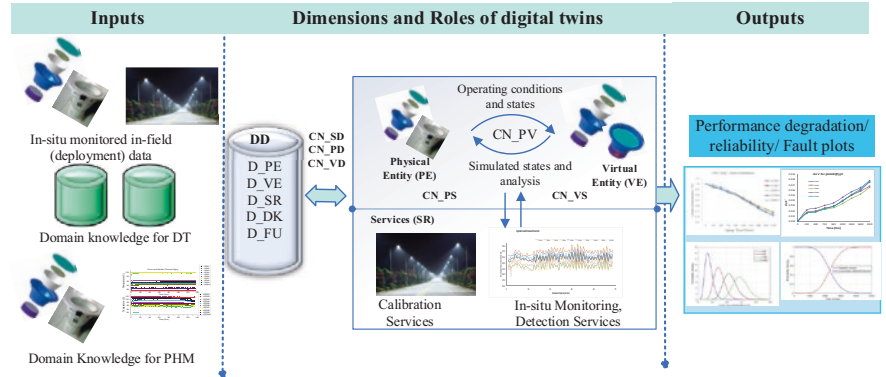 Inputs
Dimensions and Roles of digital twins
Outputs
In-situ monitored in-field
(deployment) data
Domain knowledge for DT
Domain Knowledge for PHM
DD
D_PE
D_VE
D_SR
D_DK
D_FU
CN_SD
CN_PD
CN_VD
Operating conditions
and states
CN_PV
Physical
Entity (PE)
Simulated states and
analysis
Virtual
Entity (VE)
CN_PS
CN_VS
Services (SR)
Calibration
Services
In-situ Monitoring,
Detection Services
Performance degradation/
reliability/ Fault plots